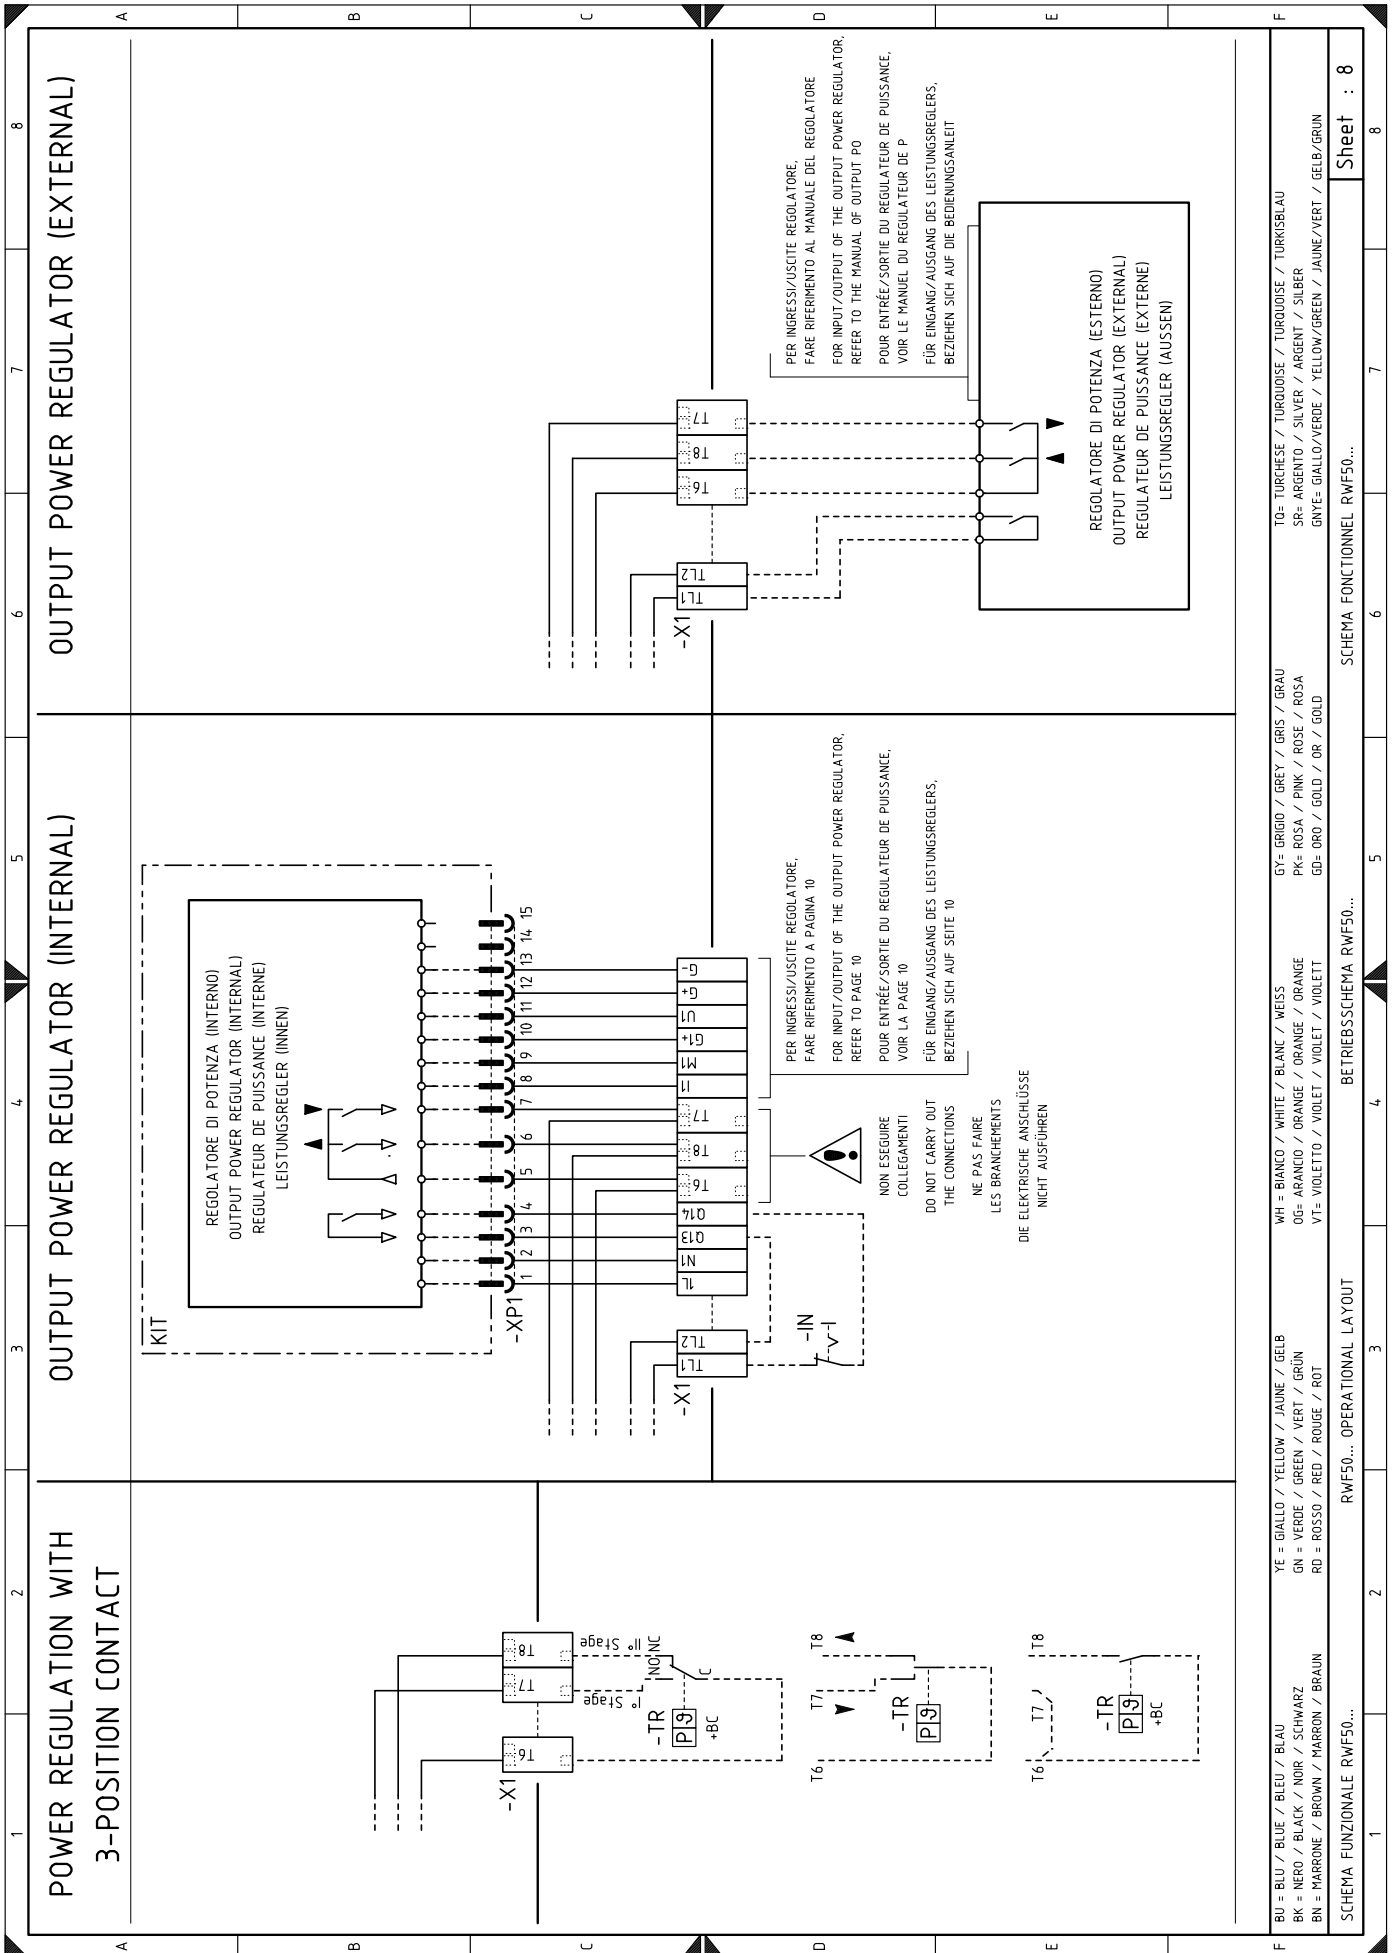 1 2 3 4 5 6 7 8
A
B
C
D
E
F
A
B
C
D
E
F
POWER REGULATION WITH
3-POSITION CONTACT
-X1
T6
T7
T8
I° Stage
II° Stage
NO
NC
C
-TR
P ϑ
+BC
T6
T7
T8
-TR
P ϑ
T6
T7
T8
-TR
P ϑ
+BC
OUTPUT POWER REGULATOR (INTERNAL)
KIT
REGOLATORE DI POTENZA (INTERNO)
OUTPUT POWER REGULATOR (INTERNAL)
REGULATEUR DE PUISSANCE (INTERNE)
LEISTUNGSREGLER (INNEN)
-XP1
1 2 3 4 5 6 7 8 9 10 11 12 13 14 15
-X1
TL1
TL2
1L
N1
Q13
Q14
T6
T8
T7
I1
M1
G1+
U1
G+
G-
-IN
PER INGRESSI/USCITE REGOLATORE,
FARE RIFERIMENTO A PAGINA 10
FOR INPUT/OUTPUT OF THE OUTPUT POWER REGULATOR,
REFER TO PAGE 10
POUR ENTRÉE/SORTIE DU REGULATEUR DE PUISSANCE,
VOIR LA PAGE 10
FÜR EINGANG/AUSGANG DES LEISTUNGSREGLERS,
BEZIEHEN SICH AUF SEITE 10
NON ESEGUIRE
COLLEGAMENTI
DO NOT CARRY OUT
THE CONNECTIONS
NE PAS FAIRE
LES BRANCHEMENTS
DIE ELEKTRISCHE ANSCHLÜSSE
NICHT AUSFÜHREN
OUTPUT POWER REGULATOR (EXTERNAL)
-X1
TL1
TL2
T6
T8
T7
PER INGRESSI/USCITE REGOLATORE,
FARE RIFERIMENTO AL MANUALE DEL REGOLATORE
FOR INPUT/OUTPUT OF THE OUTPUT POWER REGULATOR,
REFER TO THE MANUAL OF OUTPUT PO
POUR ENTRÉE/SORTIE DU REGULATEUR DE PUISSANCE,
VOIR LE MANUEL DU REGULATEUR DE P
FÜR EINGANG/AUSGANG DES LEISTUNGSREGLERS,
BEZIEHEN SICH AUF DIE BEDIENUNGSANLEIT
REGOLATORE DI POTENZA (ESTERNO)
OUTPUT POWER REGULATOR (EXTERNAL)
REGULATEUR DE PUISSANCE (EXTERNE)
LEISTUNGSREGLER (AUSSEN)
BU = BLU / BLUE / BLEU / BLAU
BK = NERO / BLACK / NOIR / SCHWARZ
BN = MARRONE / BROWN / MARRON / BRAUN
YE = GIALLO / YELLOW / JAUNE / GELB
GN = VERDE / GREEN / VERT / GRÜN
RD = ROSSO / RED / ROUGE / ROT
WH = BIANCO / WHITE / BLANC / WEISS
OG= ARANCIO / ORANGE / ORANGE / ORANGE
VT= VIOLETTO / VIOLET / VIOLET / VIOLETT
GY= GRIGIO / GREY / GRIS / GRAU
PK= ROSA / PINK / ROSE / ROSA
GD= ORO / GOLD / OR / GOLD
TQ= TURCHESE / TURQUOISE / TURQUOISE / TURKISBLAU
SR= ARGENTO / SILVER / ARGENT / SILBER
GNYE= GIALLO/VERDE / YELLOW/GREEN / JAUNE/VERT / GELB/GRUN
SCHEMA FUNZIONALE RWF50...
RWF50... OPERATIONAL LAYOUT
BETRIEBSSCHEMA RWF50...
SCHEMA FONCTIONNEL RWF50...
Sheet : 8
1 2 3 4 5 6 7 8